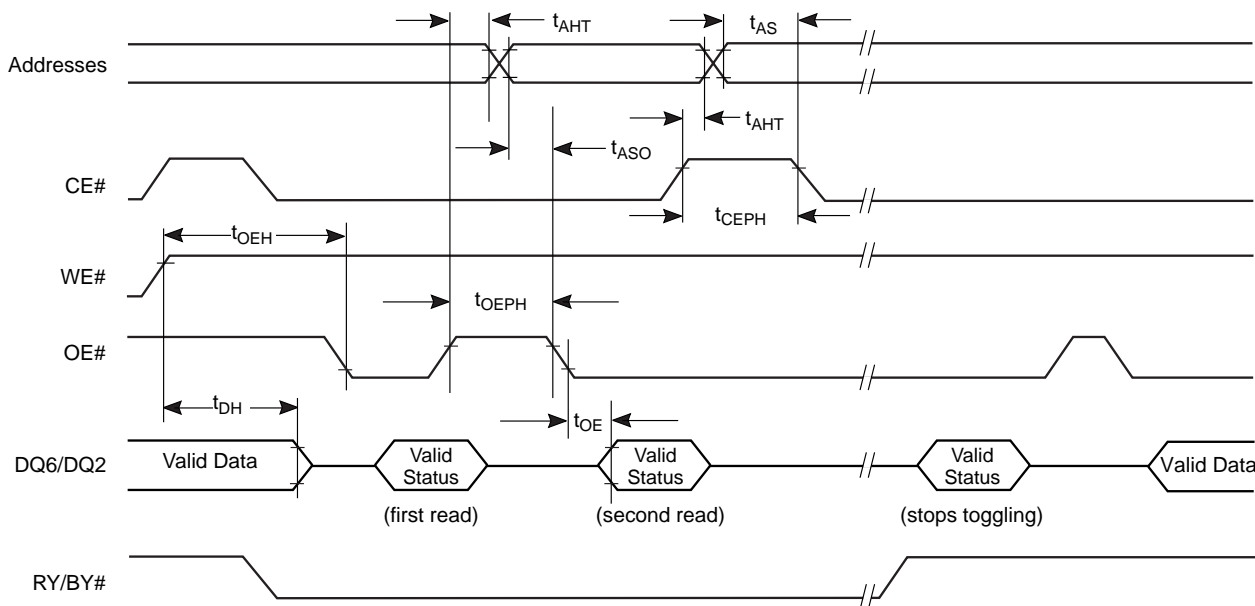 tAHT
tAS
Addresses
tAHT
tASO
CE#
tCEPH
tOEH
WE#
tOEPH
OE#
tDH
tOE
DQ6/DQ2
Valid Data
Valid
Status
Valid
Status
Valid
Status
Valid Data
(first read)
(second read)
(stops toggling)
RY/BY#